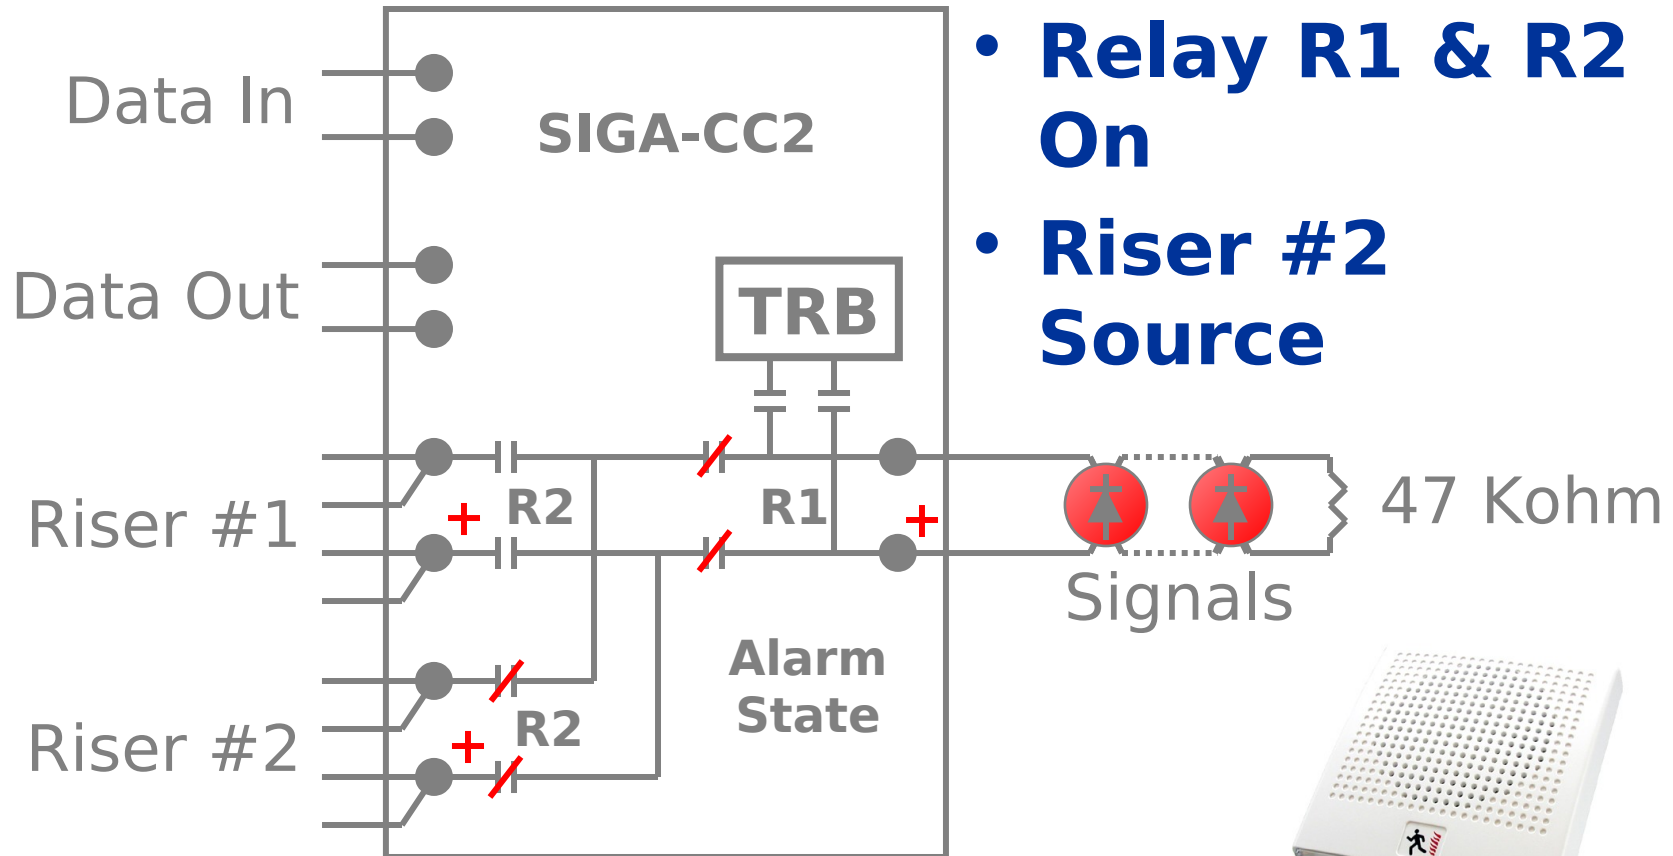 Data In
SIGA-CC2
• Relay R1 & R2
On
• Riser #2
Source
Data Out
TRB
Riser #1
+
R2
R1
+
47 Kohm
Signals
Alarm
State
Riser #2
+
R2